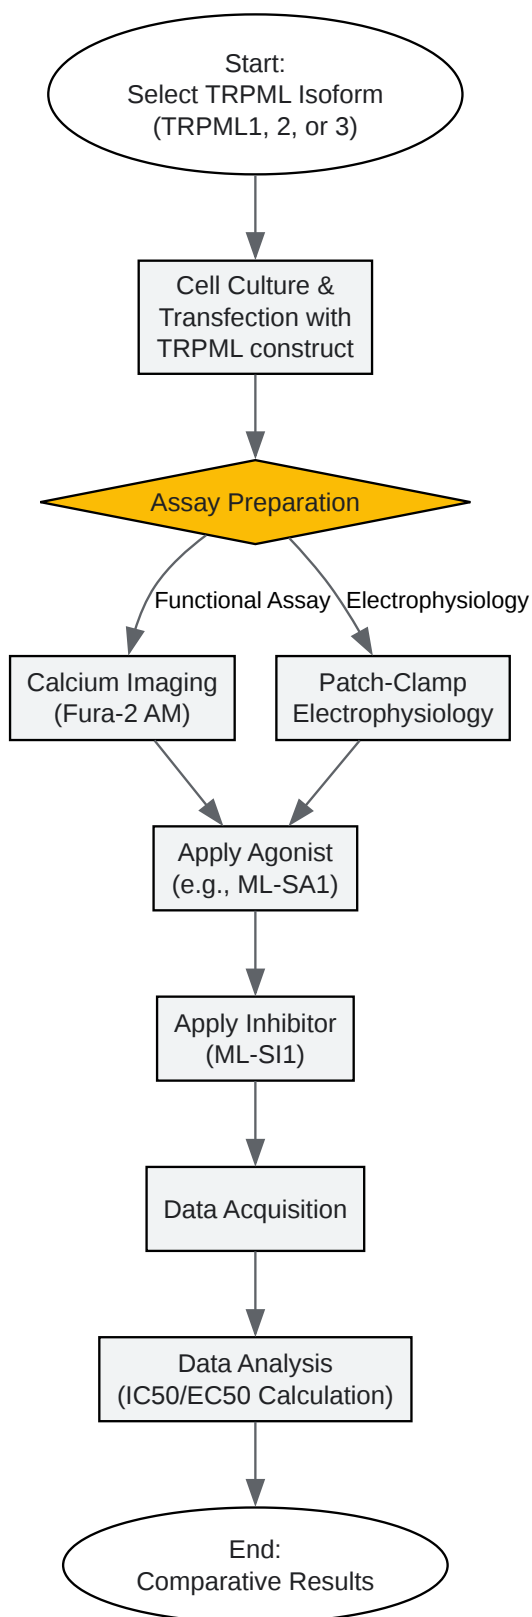 Start:
Select TRPML Isoform
(TRPML1, 2, or 3)
Cell Culture &
Transfection with
TRPML construct
Assay Preparation
Functional Assay
Electrophysiology
Calcium Imaging
(Fura-2 AM)
Patch-Clamp
Electrophysiology
Apply Agonist
(e.g., ML-SA1)
Apply Inhibitor
(ML-SI1)
Data Acquisition
Data Analysis
(IC50/EC50 Calculation)
End:
Comparative Results